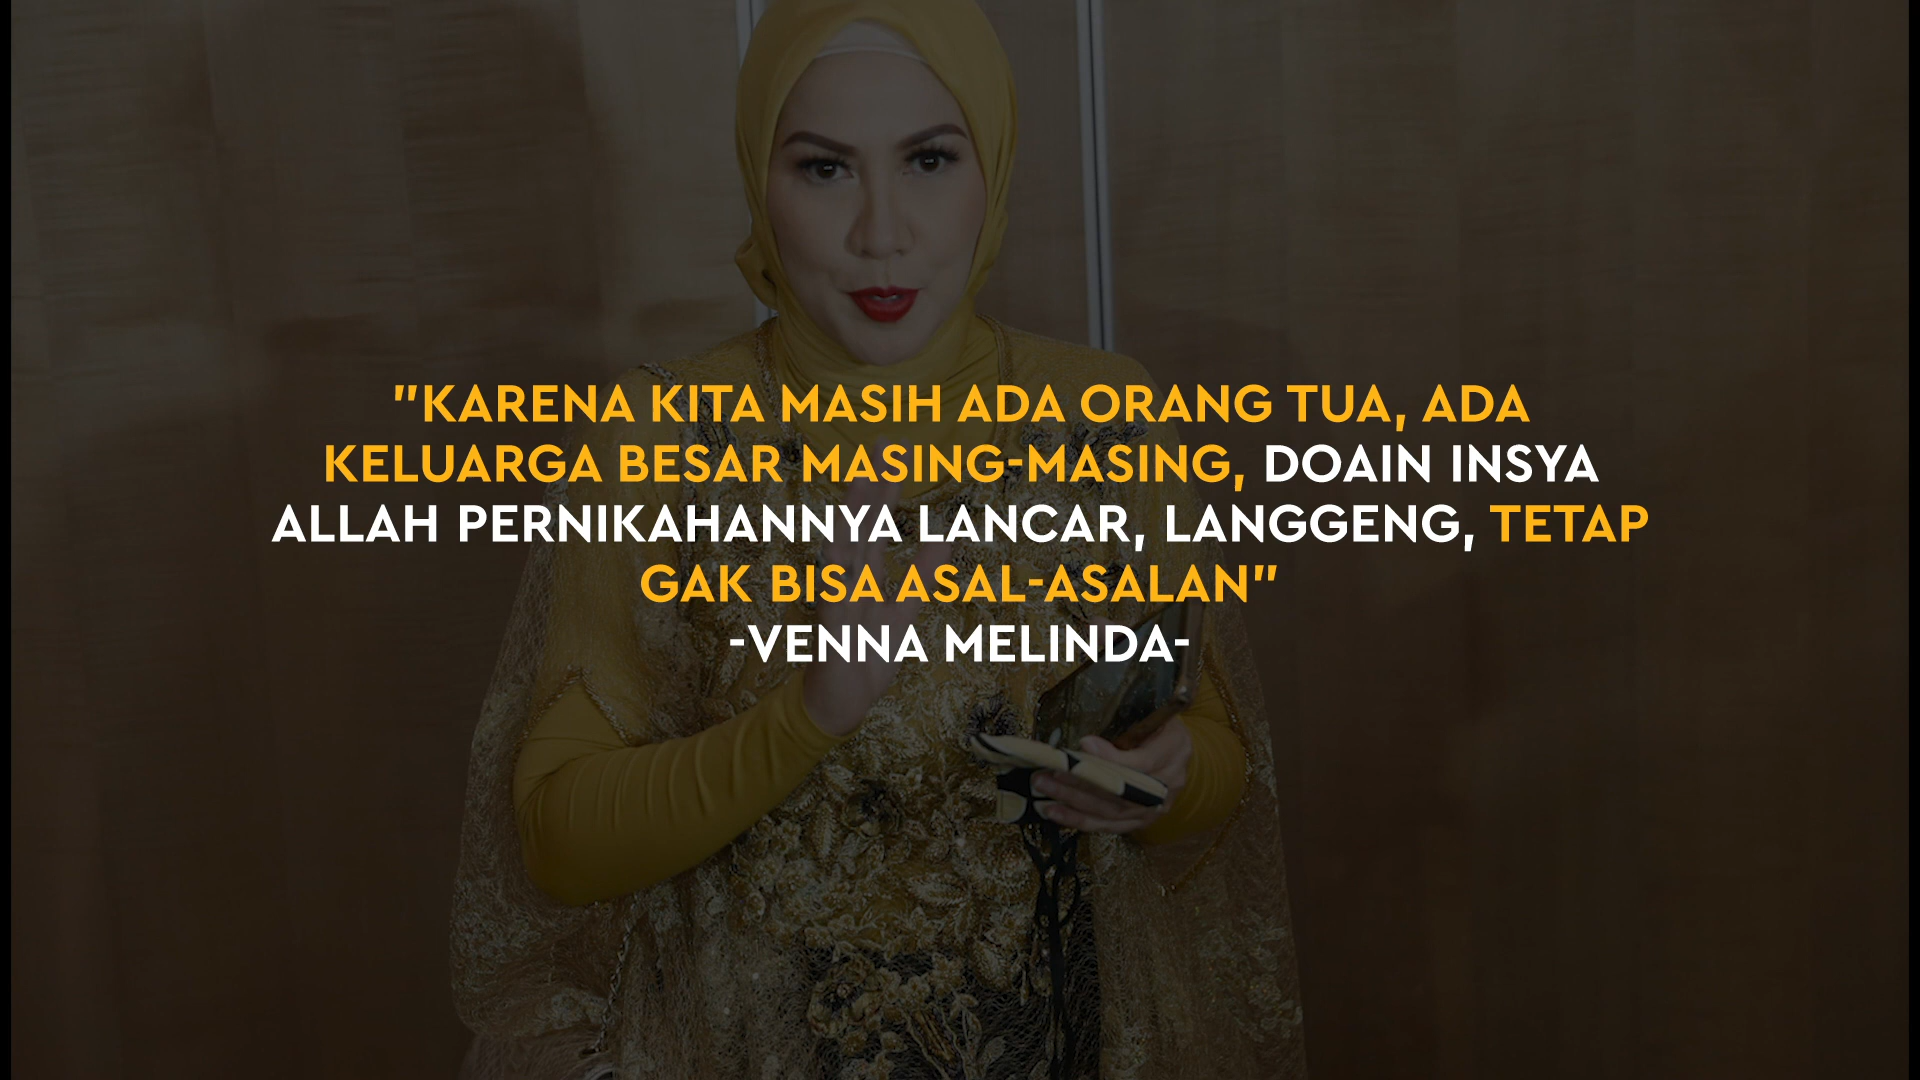 "KARENA KITA MASIH ADA ORANG TUA, ADA
KELUARGA BESAR MASING-MASING, DOAIN INSYA
ALLAH PERNIKAHANNYA LANCAR, LANGGENG, TETAP
GAK BISA ASAL-ASALAN"
-VENNA MELINDA-